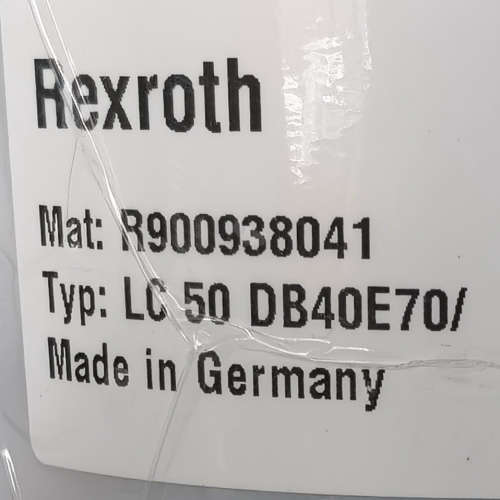 Rexroth
Mat: R900938041
Typ: LC 50 DB40E70/
Made in Germany